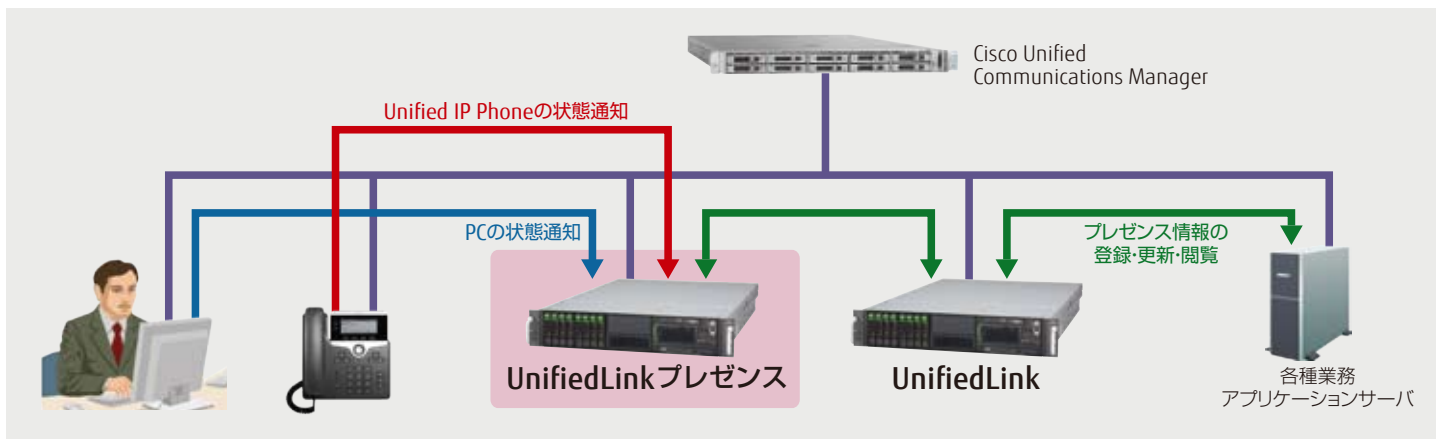 Cisco Unified
Communications Manager
Unified IP Phoneの状態通知
PCの状態通知
プレゼンス情報の
登録・更新・閲覧
UnifiedLinkプレゼンス
UnifiedLink
各種業務
アプリケーションサーバ